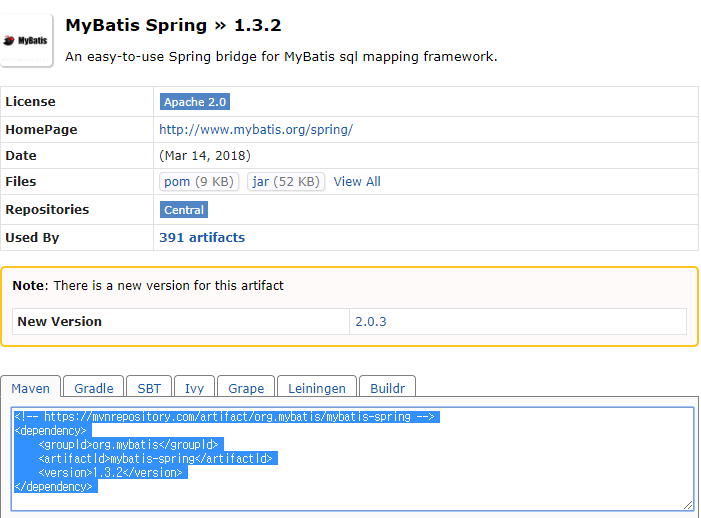 MyBatis
MyBatis Spring » 1.3.2
An easy-to-use Spring bridge for MyBatis sql mapping framework.
License Apache 2.0
HomePage http://www.mybatis.org/spring/
Date (Mar 14, 2018)
Files pom (9 KB) jar (52 KB) View All
Repositories Central
Used By 391 artifacts
Note: There is a new version for this artifact
New Version 2.0.3
Maven Gradle SBT Ivy Grape Leiningen Buildr
<!-- https://mvnrepository.com/artifact/org.mybatis/mybatis-spring -->
<dependency>
    <groupId>org.mybatis</groupId>
    <artifactId>mybatis-spring</artifactId>
    <version>1.3.2</version>
</dependency>